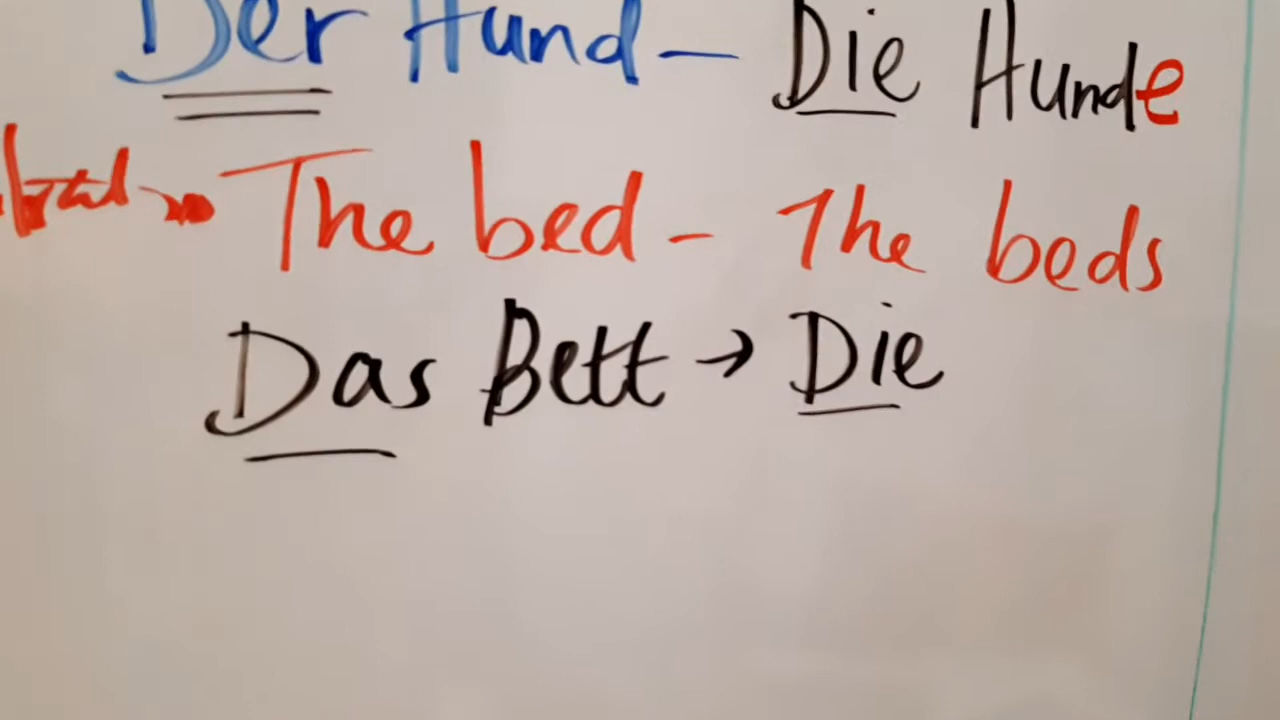 Der Hund - Die Hunde
The bed - The beds
Das Bett → Die